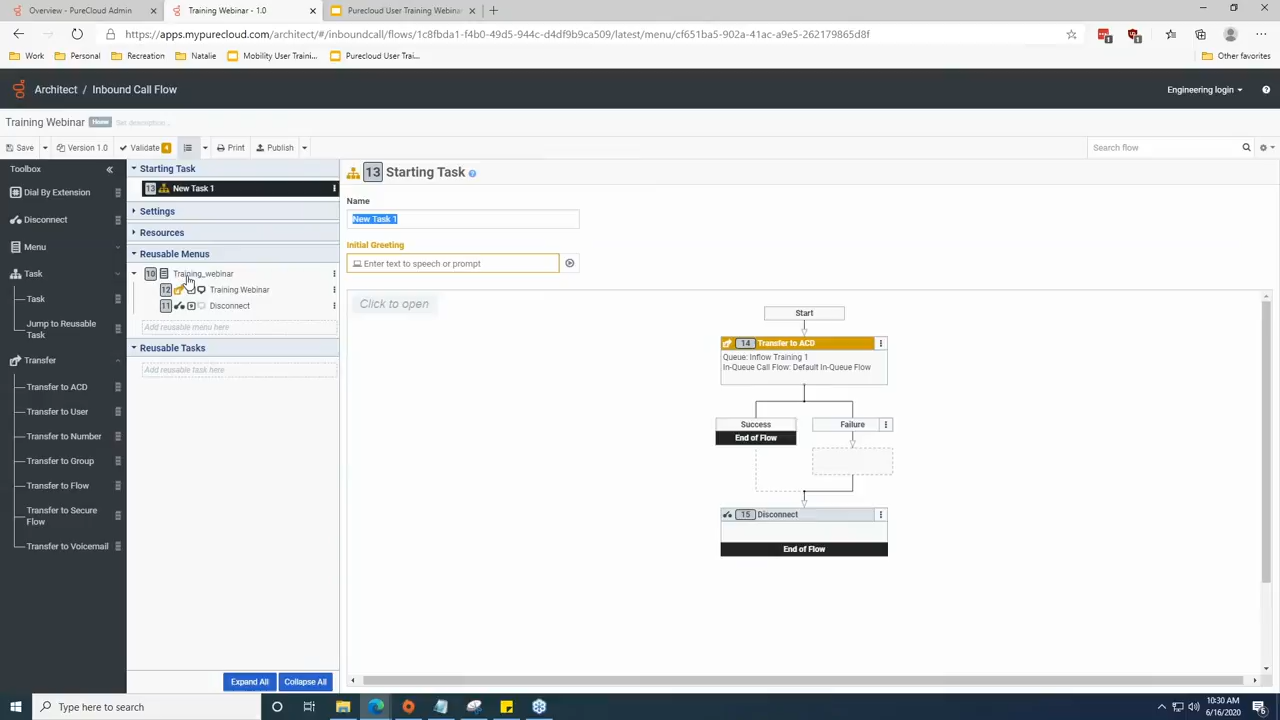 Overview - PureCloud Admin
Training Webinar - 1.0
Purecloud User Training Webinar
https://apps.mypurecloud.com/architect/#/inboundcall/flows/1c8fbda1-f4b0-49d5-944c-d4df9b9ca509/latest/menu/cf651ba5-902a-41ac-a9e5-262179865d8f
Work
Personal
Recreation
Natalie
Mobility User Traini...
Purecloud User Trai...
Other favorites
Architect / Inbound Call Flow
Engineering login
Training Webinar Home Set description...
Save
Version 1.0
Validate 4
Print
Publish
Search flow
Toolbox
Dial By Extension
Disconnect
Menu
Task
Task
Jump to Reusable
Task
Transfer
Transfer to ACD
Transfer to User
Transfer to Number
Transfer to Group
Transfer to Flow
Transfer to Secure
Flow
Transfer to Voicemail
Starting Task
13 New Task 1
Settings
Resources
Reusable Menus
10 Training_webinar
12 Training Webinar
11 Disconnect
Add reusable menu here
Reusable Tasks
Add reusable task here
Expand All
Collapse All
13 Starting Task
Name
New Task 1
Initial Greeting
Enter text to speech or prompt
Click to open
Start
14 Transfer to ACD
Queue: Inflow Training 1
In-Queue Call Flow: Default In-Queue Flow
Success
Failure
End of Flow
15 Disconnect
End of Flow
Type here to search
10:30 AM
6/16/2020